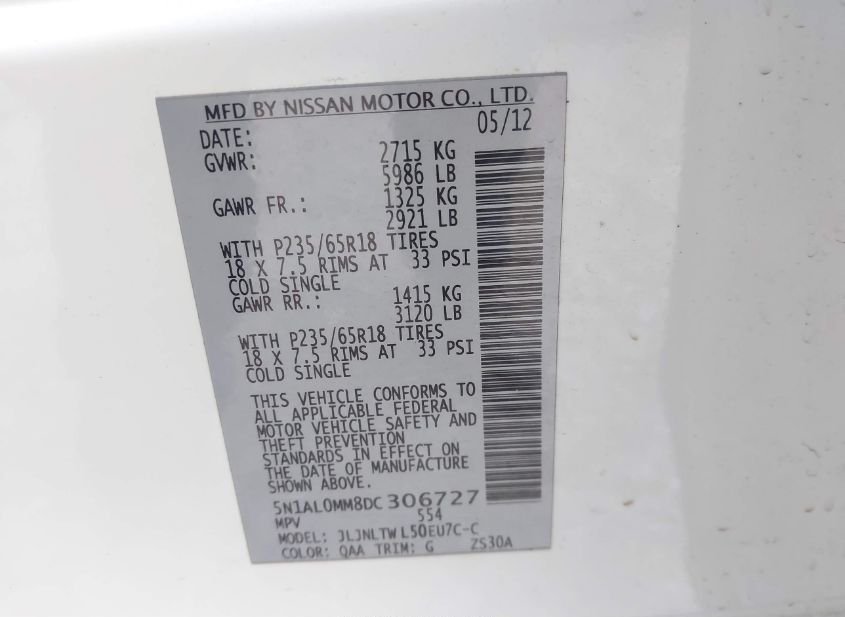 MFD BY NISSAN MOTOR CO., LTD.
DATE: 05/12
GVWR: 2715 KG
5986 LB
GAWR FR.: 1325 KG
2921 LB
WITH P235/65R18 TIRES
18 X 7.5 RIMS AT 33 PSI
COLD SINGLE
GAWR RR.: 1415 KG
3120 LB
WITH P235/65R18 TIRES
18 X 7.5 RIMS AT 33 PSI
COLD SINGLE
THIS VEHICLE CONFORMS TO
ALL APPLICABLE FEDERAL
MOTOR VEHICLE SAFETY AND
THEFT PREVENTION
STANDARDS IN EFFECT ON
THE DATE OF MANUFACTURE
SHOWN ABOVE.
5N1AL0MM8DC 306727
MPV 554
MODEL: JLJNLTW L50EU7C-C
COLOR: QAA TRIM: G ZS30A